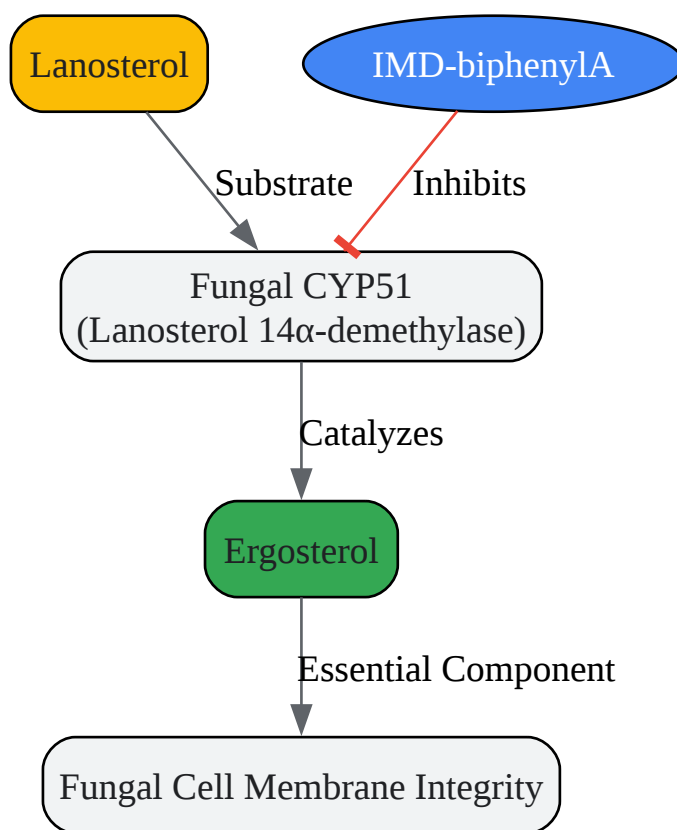 Lanosterol
IMD-biphenylA
Substrate
Inhibits
Fungal CYP51
(Lanosterol 14α-demethylase)
Catalyzes
Ergosterol
Essential Component
Fungal Cell Membrane Integrity